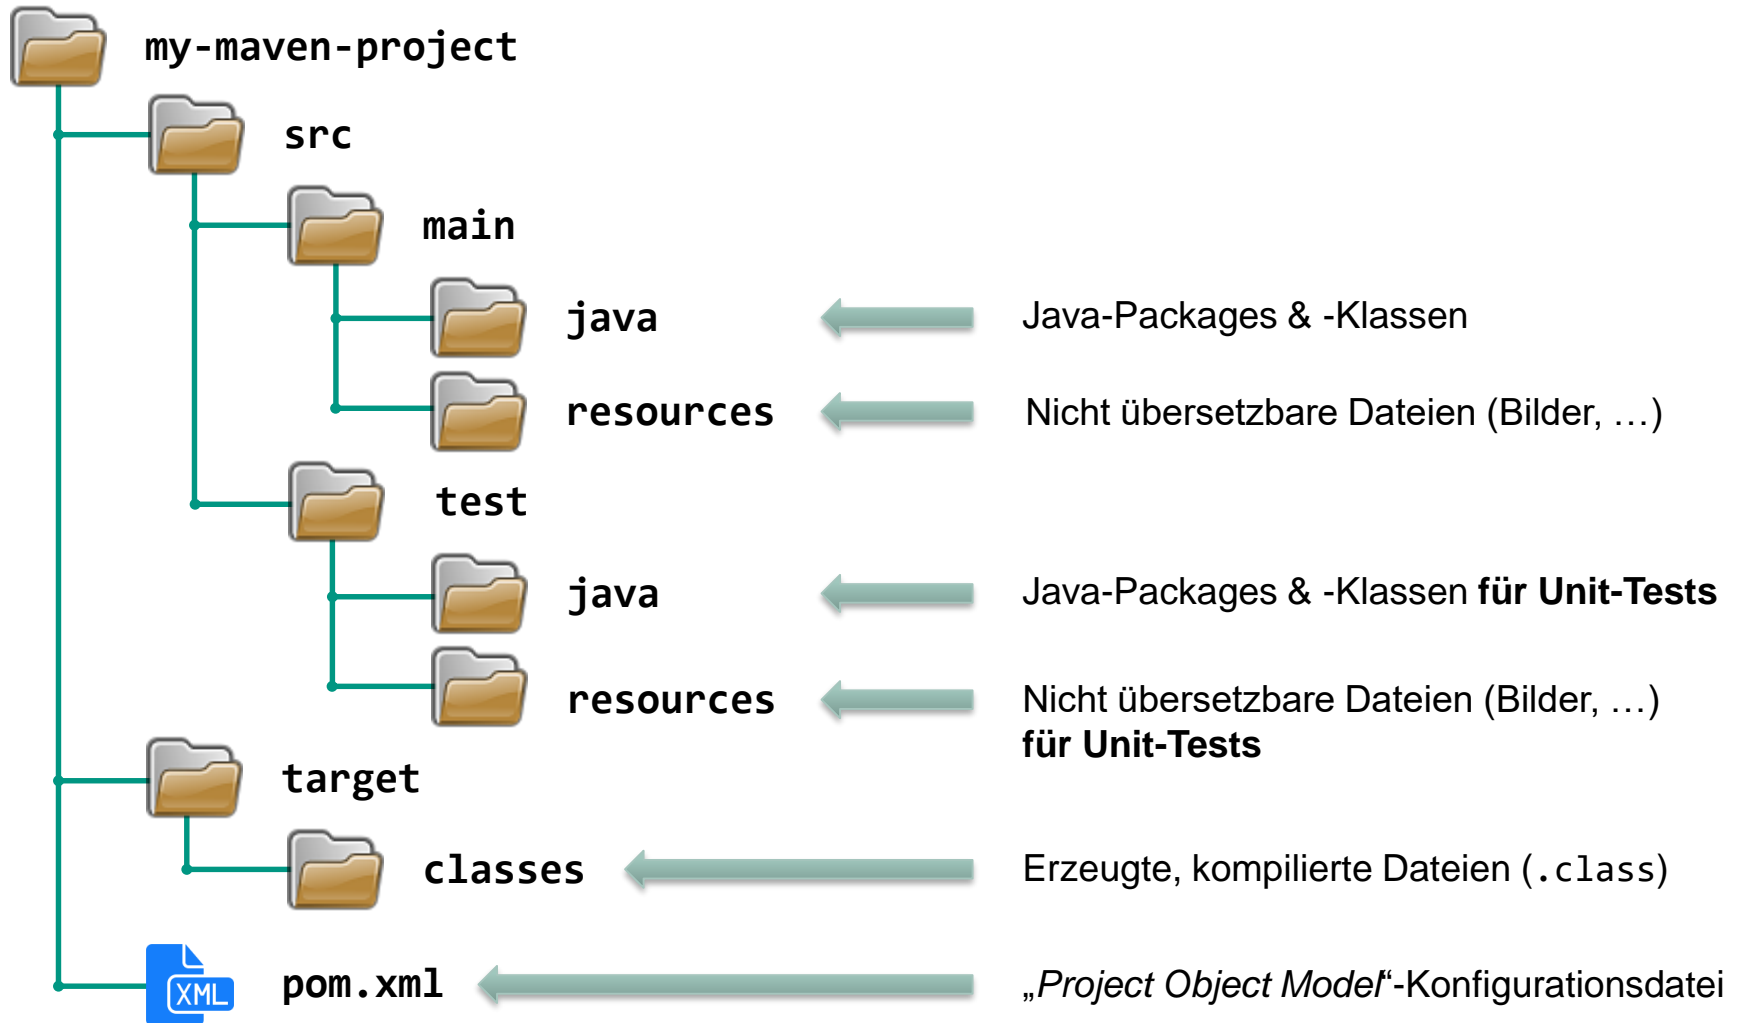 my-maven-project
src
main
java
Java-Packages & -Klassen
resources
Nicht übersetzbare Dateien (Bilder, …)
test
java
Java-Packages & -Klassen für Unit-Tests
resources
Nicht übersetzbare Dateien (Bilder, …)
für Unit-Tests
target
classes
Erzeugte, kompilierte Dateien (.class)
XML
pom.xml
„Project Object Model“-Konfigurationsdatei